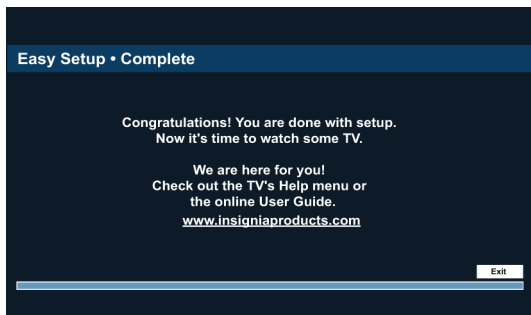 Easy Setup • Complete
Congratulations! You are done with setup.
Now it's time to watch some TV.
We are here for you!
Check out the TV's Help menu or
the online User Guide.
www.insigniaproducts.com
Exit